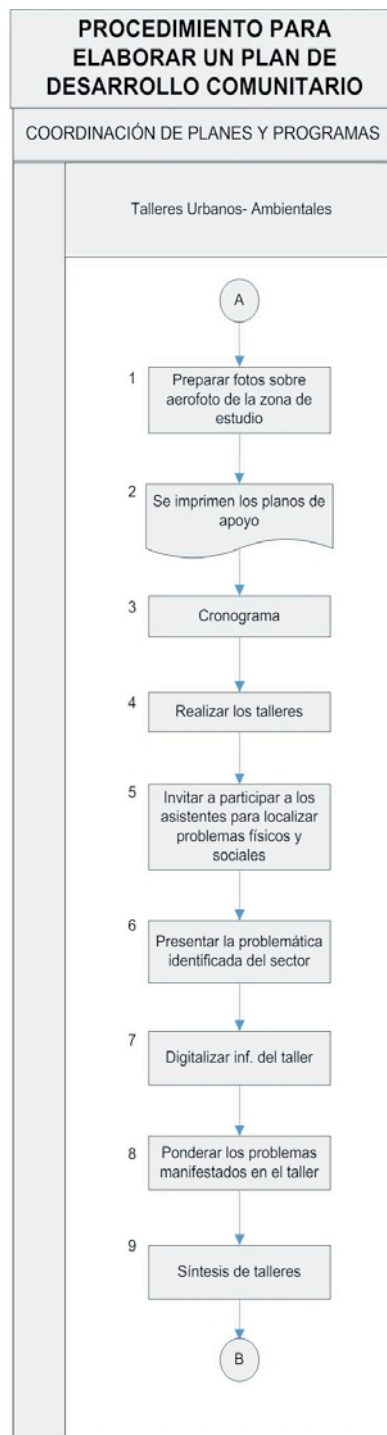 PROCEDIMIENTO PARA
ELABORAR UN PLAN DE
DESARROLLO COMUNITARIO
COORDINACIÓN DE PLANES Y PROGRAMAS
Talleres Urbanos- Ambientales
A
1
Preparar fotos sobre
aerofoto de la zona de
estudio
2
Se imprimen los planos de
apoyo
3
Cronograma
4
Realizar los talleres
5
Invitar a participar a los
asistentes para localizar
problemas físicos y
sociales
6
Presentar la problemática
identificada del sector
7
Digitalizar inf. del taller
8
Ponderar los problemas
manifestados en el taller
9
Síntesis de talleres
B